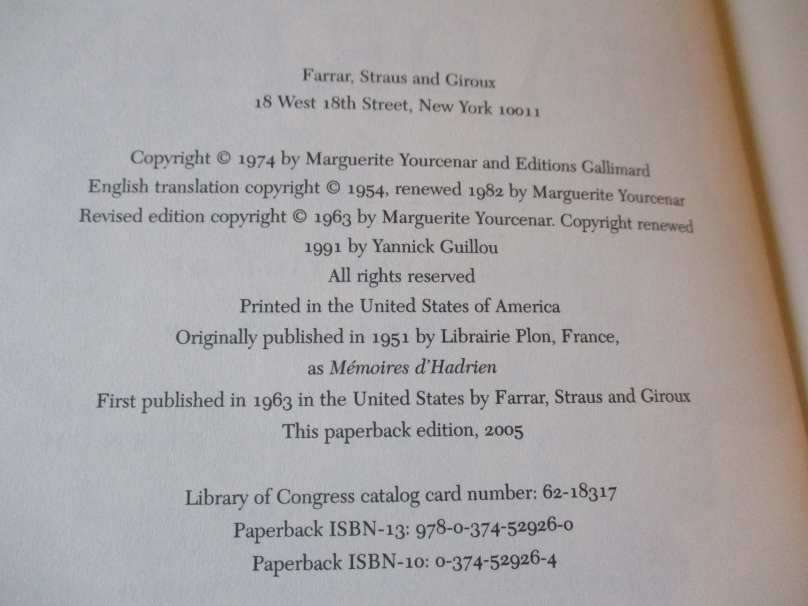 Farrar, Straus and Giroux
18 West 18th Street, New York 10011
Copyright © 1974 by Marguerite Yourcenar and Editions Gallimard
English translation copyright © 1954, renewed 1982 by Marguerite Yourcenar
Revised edition copyright © 1963 by Marguerite Yourcenar. Copyright renewed
1991 by Yannick Guillou
All rights reserved
Printed in the United States of America
Originally published in 1951 by Librairie Plon, France,
as Mémoires d'Hadrien
First published in 1963 in the United States by Farrar, Straus and Giroux
This paperback edition, 2005
Library of Congress catalog card number: 62-18317
Paperback ISBN-13: 978-0-374-52926-0
Paperback ISBN-10: 0-374-52926-4